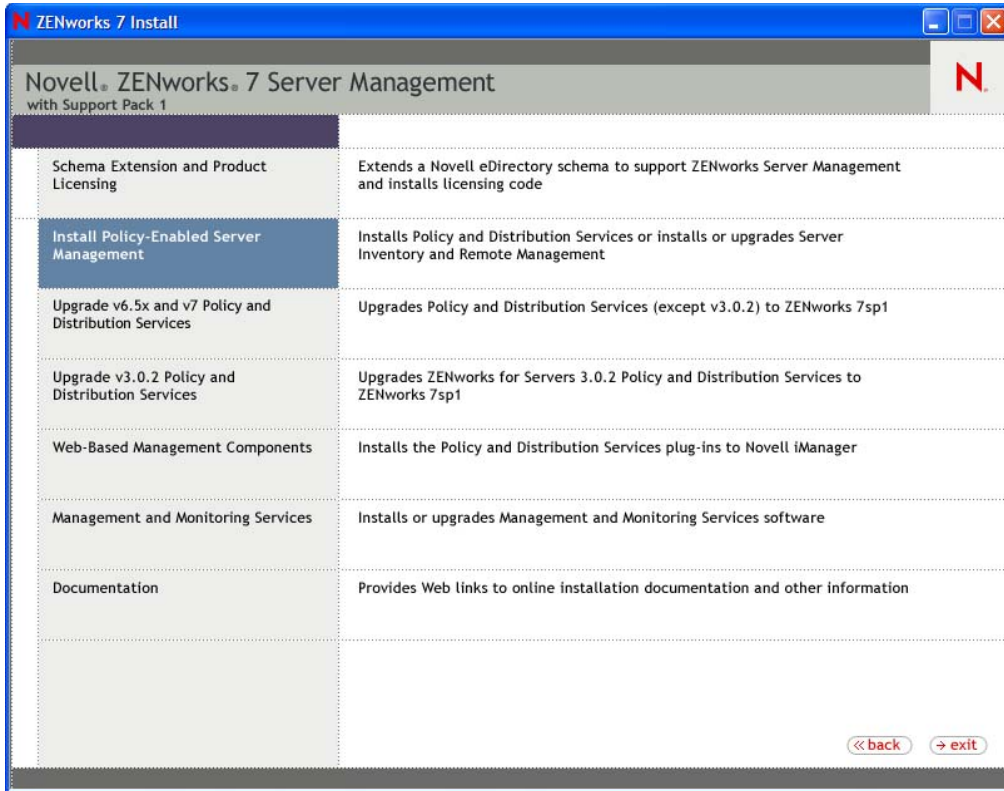 ZENworks 7 Install
Novell® ZENworks® 7 Server Management
with Support Pack 1
N
Schema Extension and Product
Licensing
Extends a Novell eDirectory schema to support ZENworks Server Management
and installs licensing code
Install Policy-Enabled Server
Management
Installs Policy and Distribution Services or installs or upgrades Server
Inventory and Remote Management
Upgrade v6.5x and v7 Policy and
Distribution Services
Upgrades Policy and Distribution Services (except v3.0.2) to ZENworks 7sp1
Upgrade v3.0.2 Policy and
Distribution Services
Upgrades ZENworks for Servers 3.0.2 Policy and Distribution Services to
ZENworks 7sp1
Web-Based Management Components
Installs the Policy and Distribution Services plug-ins to Novell iManager
Management and Monitoring Services
Installs or upgrades Management and Monitoring Services software
Documentation
Provides Web links to online installation documentation and other information
back
exit